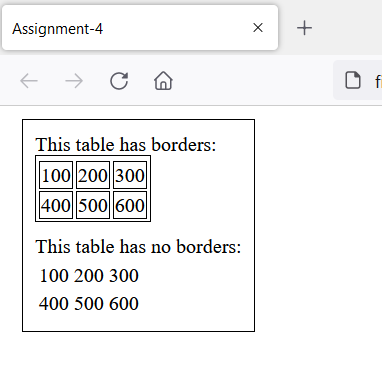 Assignment-4
This table has borders:
100 200 300
400 500 600
This table has no borders:
100 200 300
400 500 600